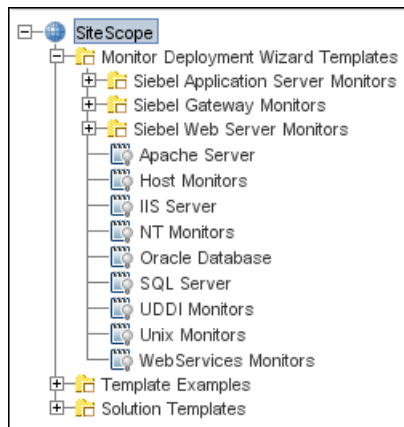 SiteScope
Monitor Deployment Wizard Templates
Siebel Application Server Monitors
Siebel Gateway Monitors
Siebel Web Server Monitors
Apache Server
Host Monitors
IIS Server
NT Monitors
Oracle Database
SQL Server
UDDI Monitors
Unix Monitors
WebServices Monitors
Template Examples
Solution Templates